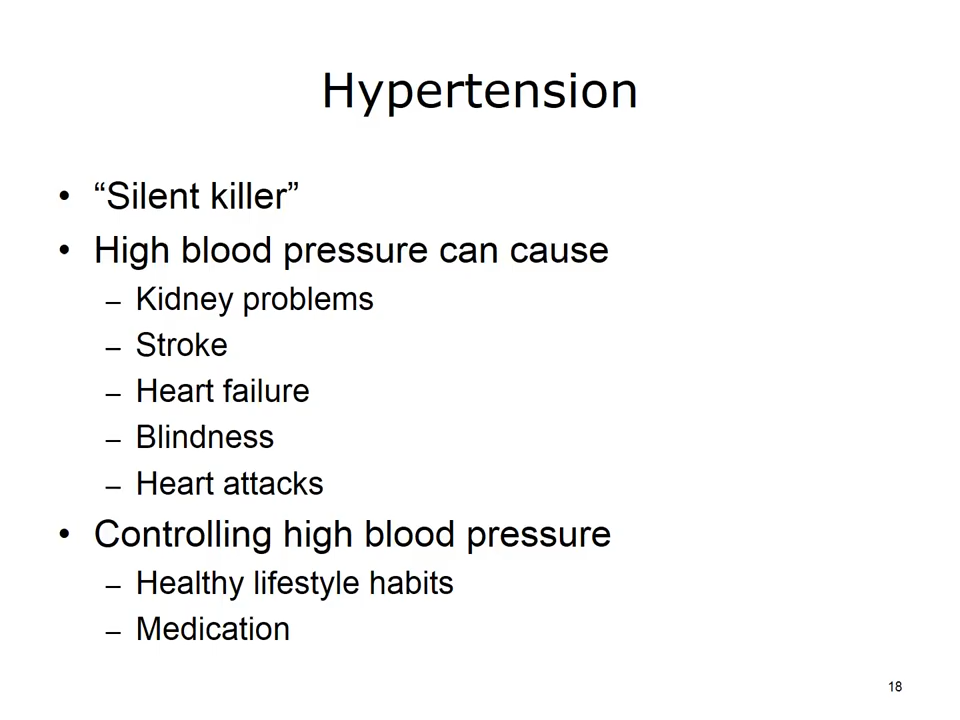 Hypertension
• “Silent killer”
• High blood pressure can cause
– Kidney problems
– Stroke
– Heart failure
– Blindness
– Heart attacks
• Controlling high blood pressure
– Healthy lifestyle habits
– Medication
18